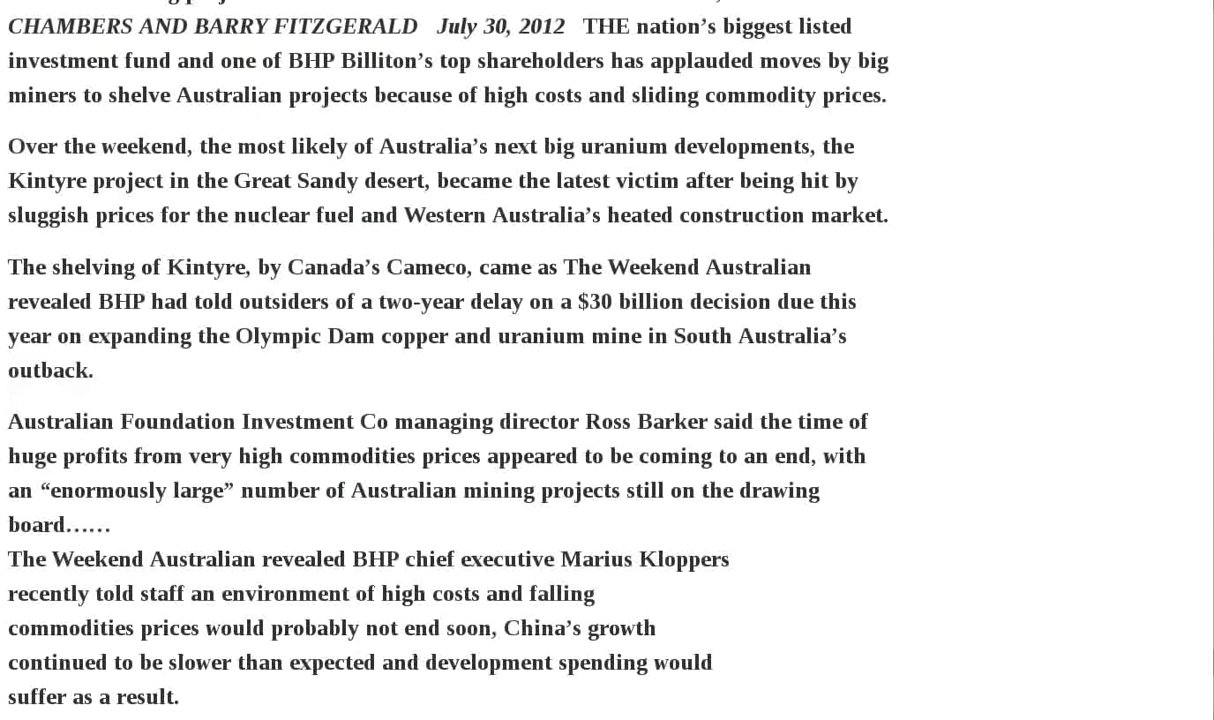 CHAMBERS AND BARRY FITZGERALD July 30, 2012 THE nation’s biggest listed
investment fund and one of BHP Billiton’s top shareholders has applauded moves by big
miners to shelve Australian projects because of high costs and sliding commodity prices.
Over the weekend, the most likely of Australia’s next big uranium developments, the
Kintyre project in the Great Sandy desert, became the latest victim after being hit by
sluggish prices for the nuclear fuel and Western Australia’s heated construction market.
The shelving of Kintyre, by Canada’s Cameco, came as The Weekend Australian
revealed BHP had told outsiders of a two-year delay on a $30 billion decision due this
year on expanding the Olympic Dam copper and uranium mine in South Australia’s
outback.
Australian Foundation Investment Co managing director Ross Barker said the time of
huge profits from very high commodities prices appeared to be coming to an end, with
an “enormously large” number of Australian mining projects still on the drawing
board……
The Weekend Australian revealed BHP chief executive Marius Kloppers
recently told staff an environment of high costs and falling
commodities prices would probably not end soon, China’s growth
continued to be slower than expected and development spending would
suffer as a result.